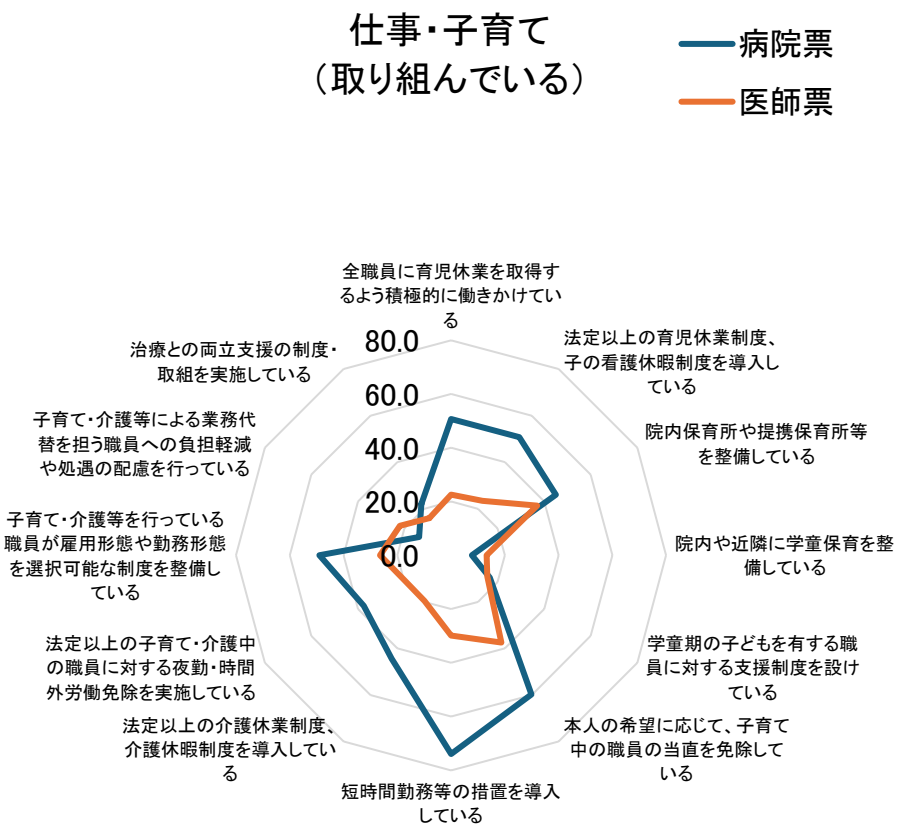 仕事・子育て
（取り組んでいる）
病院票
医師票
全職員に育児休業を取得す
るよう積極的に働きかけてい
る
法定以上の育児休業制度、
子の看護休暇制度を導入し
ている
院内保育所や提携保育所等
を整備している
院内や近隣に学童保育を整
備している
学童期の子どもを有する職
員に対する支援制度を設け
ている
本人の希望に応じて、子育て
中の職員の当直を免除して
いる
短時間勤務等の措置を導入
している
法定以上の介護休業制度、
介護休暇制度を導入してい
る
法定以上の子育て・介護中
の職員に対する夜勤・時間
外労働免除を実施している
子育て・介護等を行っている
職員が雇用形態や勤務形態
を選択可能な制度を整備し
ている
子育て・介護等による業務代
替を担う職員への負担軽減
や処遇の配慮を行っている
治療との両立支援の制度・
取組を実施している
80.0
60.0
40.0
20.0
0.0